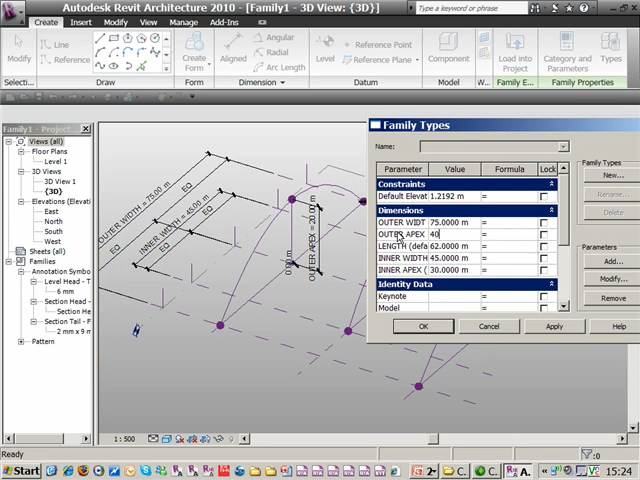 Autodesk Revit Architecture 2010 - [Family1 - 3D View: {3D}]
Type a keyword or phrase
Create Insert Modify View Manage Add-Ins
Modify
Line
Reference
Angular
Radial
Arc Length
Create Form
Reference Point
Reference Plane
Component
W...
Load into Project
Category and Parameters
Types
Selecti...
Draw
Form
Dimension
Datum
Model
W...
Family E...
Family Properties
Family1 - Project...
Views (all)
Floor Plans
Level 1
3D Views
3D View 1
{3D}
Elevations (Elevation
East
North
South
West
Sheets (all)
Families
Annotation Symbol
Level Head - T
6 mm
Section Head
Section He
Section Tail - F
2 mm x 9 m
Pattern
OUTER WIDTH = 75.00 m
EQ
EQ
INNER WIDTH = 45.00 m
EQ
EQ
0.00 m
OUTER APEX = 20.00 m
Family Types
Name:
Parameter Value Formula Lock
Constraints
Default Elevat 1.2192 m =
Dimensions
OUTER WIDT 75.0000 m =
OUTER APEX 40 =
LENGTH (defa 62.0000 m =
INNER WIDTH 45.0000 m =
INNER APEX ( 30.0000 m =
Identity Data
Keynote =
Model =
Family Types
New...
Rename...
Delete
Parameters
Add...
Modify...
Remove
OK Cancel Apply Help
1 : 500
Ready
:0
Start
2
C.
C.
A.
15:24